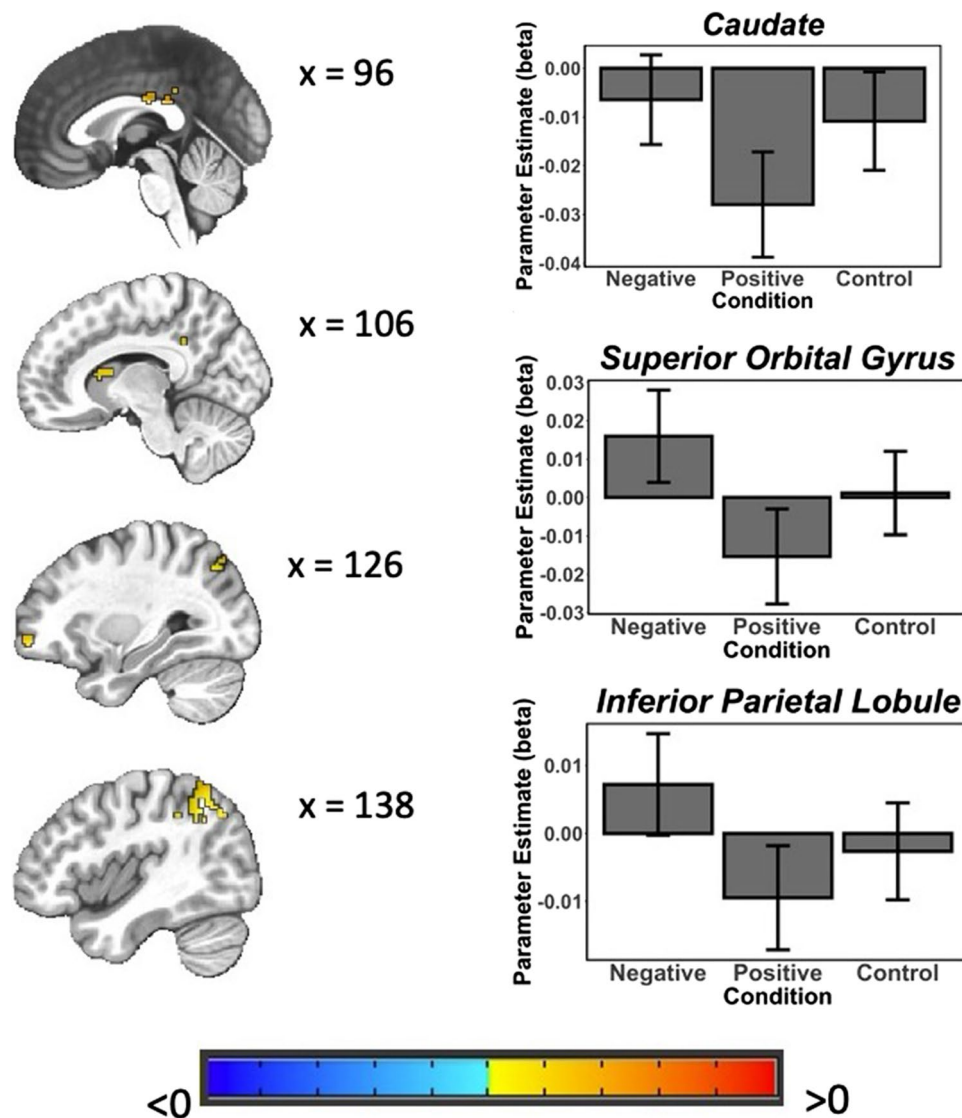 x = 96
x = 106
x = 126
x = 138
<0
>0
Caudate
Parameter Estimate (beta)
0.00
-0.01
-0.02
-0.03
-0.04
Negative Positive Control
Condition
Superior Orbital Gyrus
Parameter Estimate (beta)
0.03
0.02
0.01
0.00
-0.01
-0.02
-0.03
Negative Positive Control
Condition
Inferior Parietal Lobule
Parameter Estimate (beta)
0.01
0.00
-0.01
Negative Positive Control
Condition